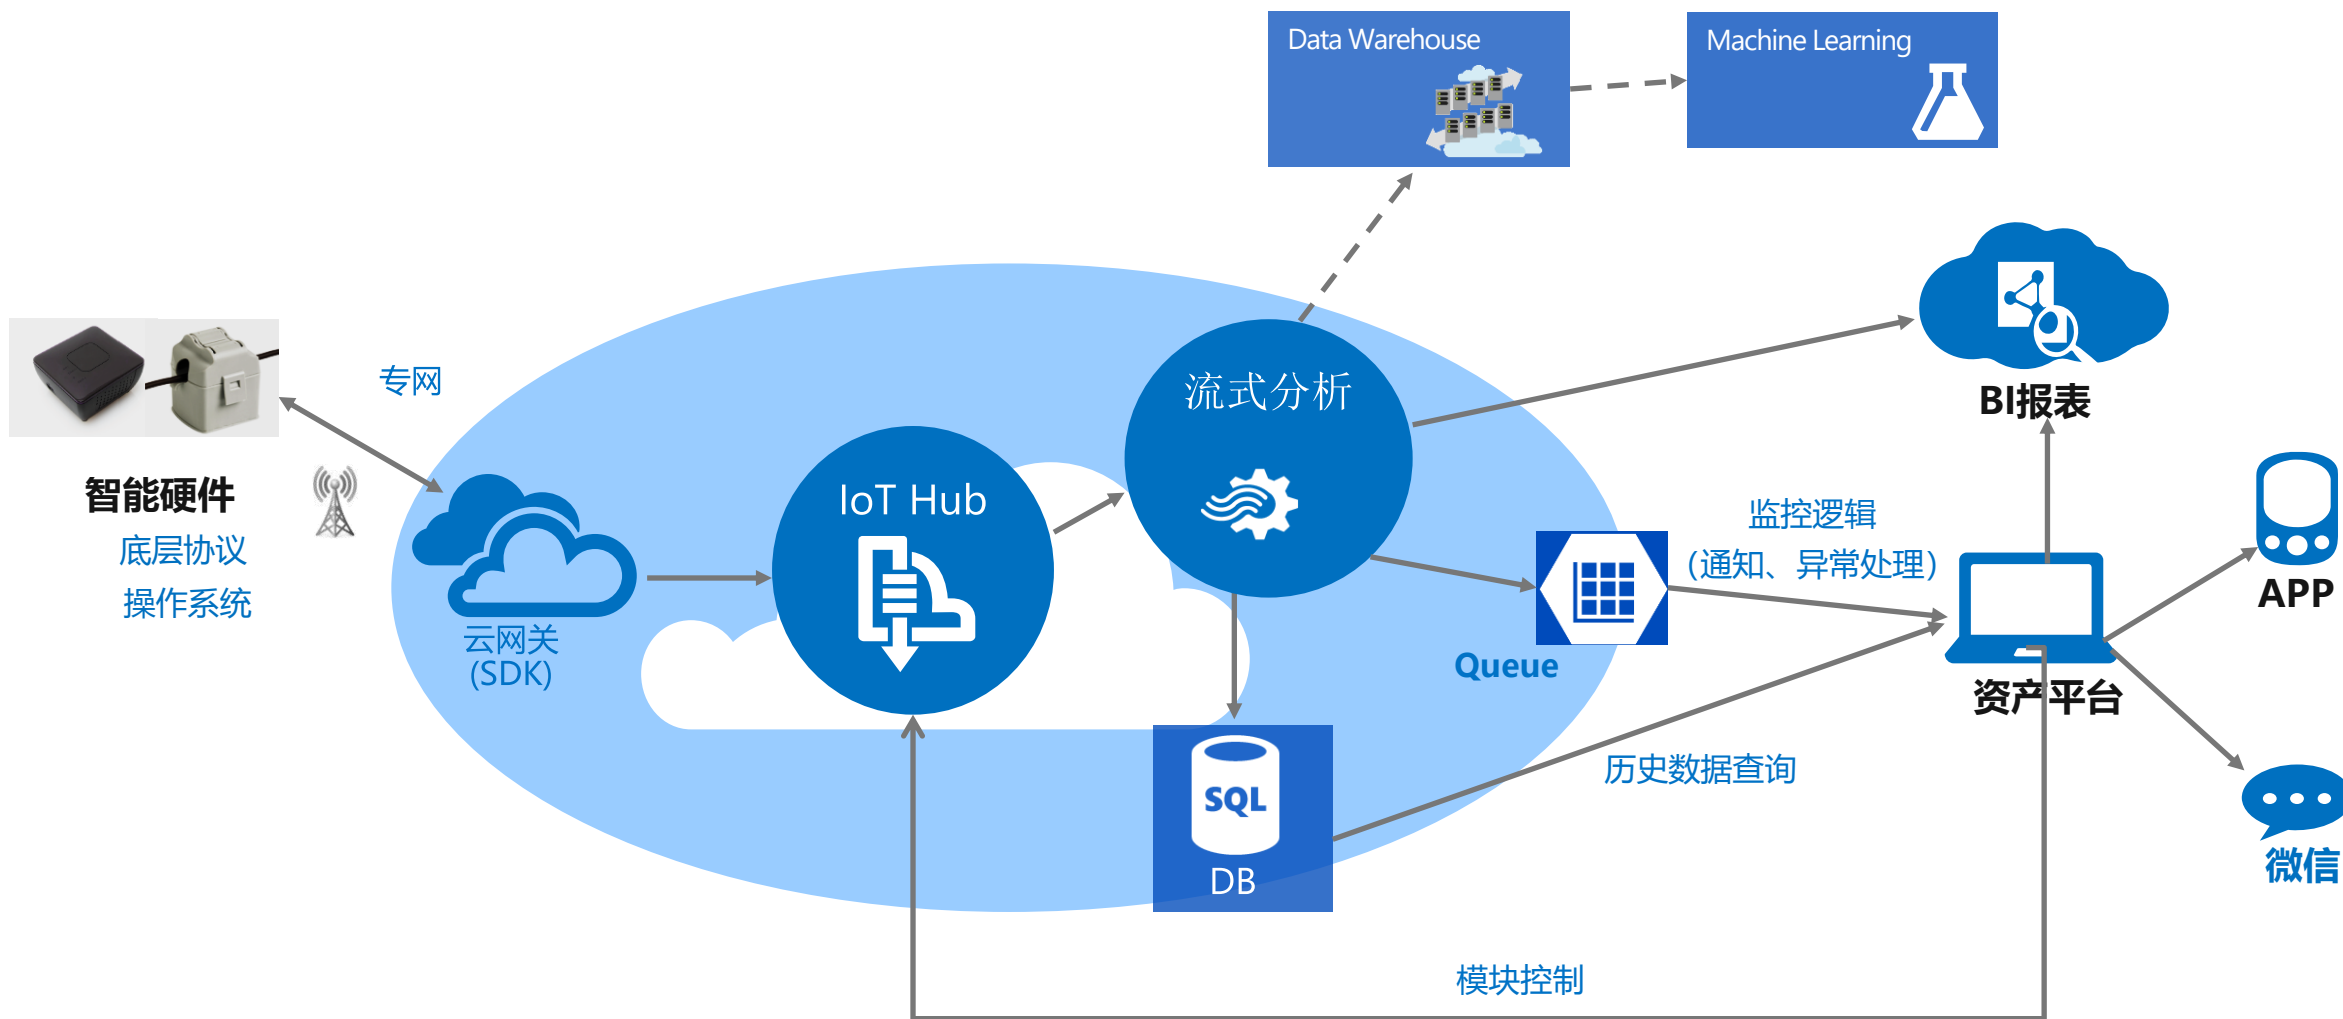 Data Warehouse
Machine Learning
专网
智能硬件
底层协议
操作系统
云网关
(SDK)
IoT Hub
流式分析
BI报表
监控逻辑
（通知、异常处理）
Queue
APP
资产平台
历史数据查询
SQL
DB
微信
模块控制